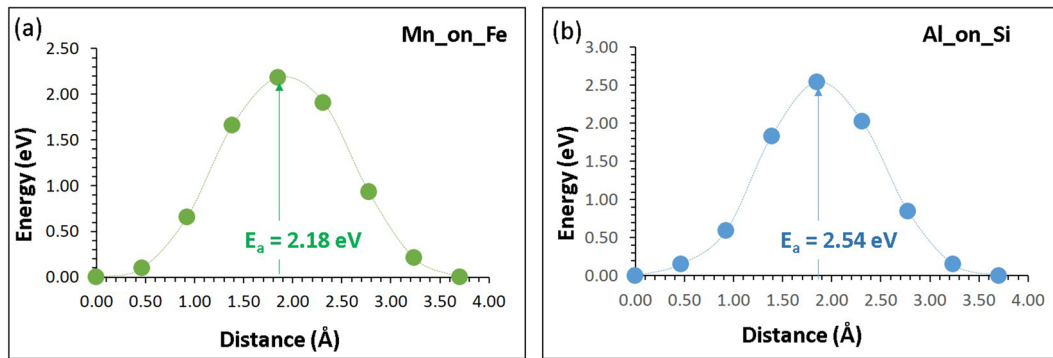 (a)
Mn_on_Fe
2.50
2.00
1.50
1.00
0.50
0.00
Energy (eV)
Ea = 2.18 eV
0.00 0.50 1.00 1.50 2.00 2.50 3.00 3.50 4.00
Distance (Å)
(b)
Al_on_Si
3.00
2.50
2.00
1.50
1.00
0.50
0.00
Energy (eV)
Ea = 2.54 eV
0.00 0.50 1.00 1.50 2.00 2.50 3.00 3.50 4.00
Distance (Å)